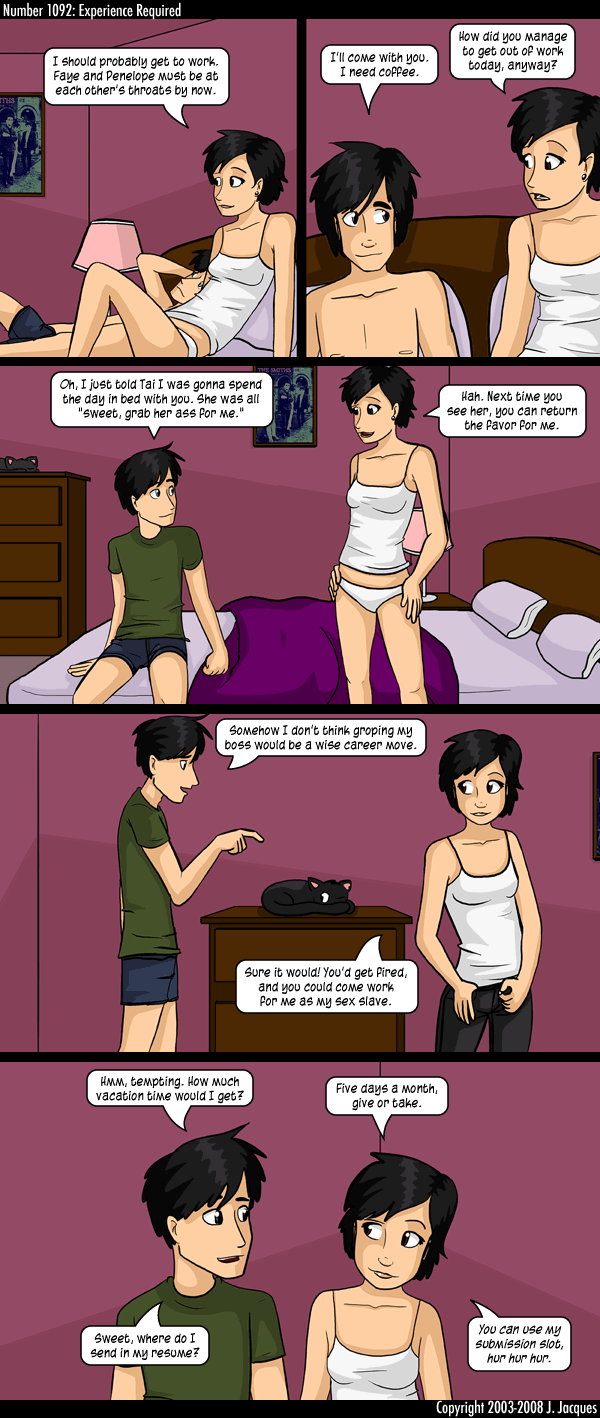 Number 1092: Experience Required
I should probably get to work.
Faye and Penelope must be at
each other's throats by now.
THS
I'll come with you.
I need coffee.
How did you manage
to get out of work
today, anyway?
Oh, I just told Tai I was gonna spend
the day in bed with you. She was all
"sweet, grab her ass for me."
THE SMITHS
Hah. Next time you
see her, you can return
the favor for me.
Somehow I don't think groping my
boss would be a wise career move.
Sure it would! You'd get fired,
and you could come work
for me as my sex slave.
Hmm, tempting. How much
vacation time would I get?
Five days a month,
give or take.
Sweet, where do I
send in my resume?
You can use my
submission slot,
hur hur hur.
Copyright 2003-2008 J. Jacques